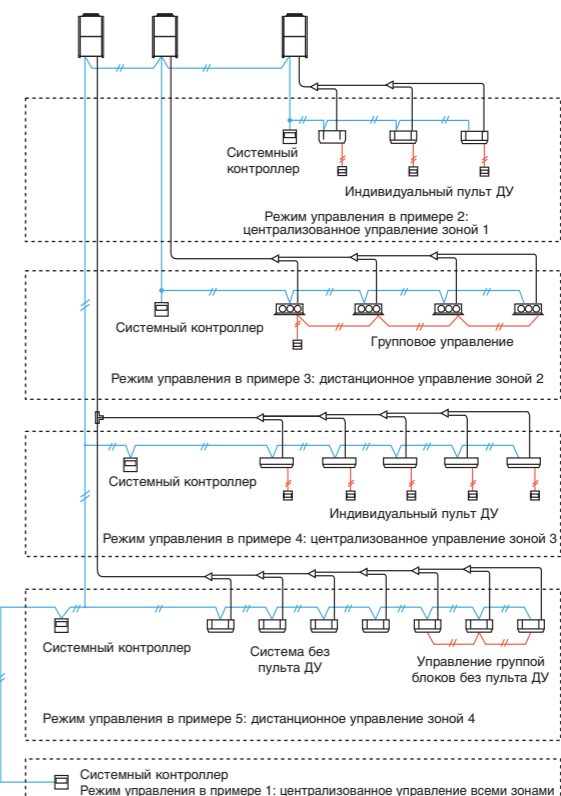 Системный
контроллер
Индивидуальный пульт ДУ
Режим управления в примере 2:
централизованное управление зоной 1
Системный контроллер
Групповое управление
Режим управления в примере 3: дистанционное управление зоной 2
Системный контроллер
Индивидуальный пульт ДУ
Режим управления в примере 4: централизованное управление зоной 3
Системный контроллер
Система без
пульта ДУ
Управление группой
блоков без пульта ДУ
Режим управления в примере 5: дистанционное управление зоной 4
Системный контроллер
Режим управления в примере 1: централизованное управление всеми зонами